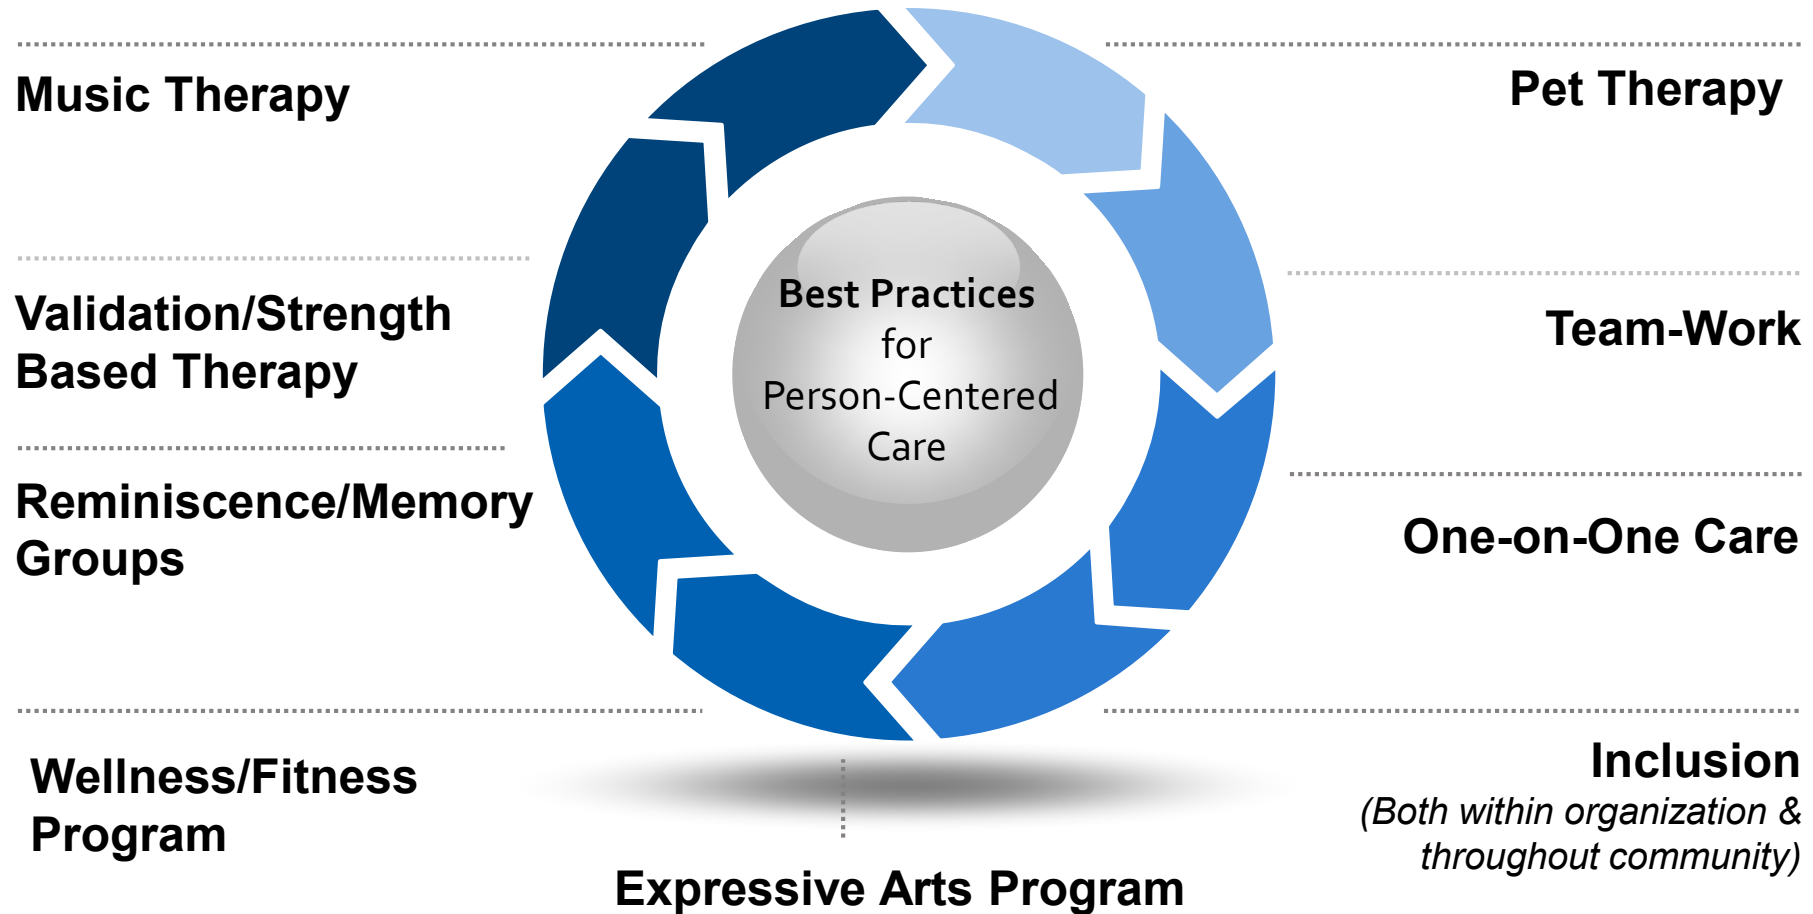 Music Therapy
Pet Therapy
Validation/Strength
Based Therapy
Team-Work
Best Practices
for
Person-Centered
Care
Reminiscence/Memory
Groups
One-on-One Care
Wellness/Fitness
Program
Inclusion
(Both within organization &
throughout community)
Expressive Arts Program